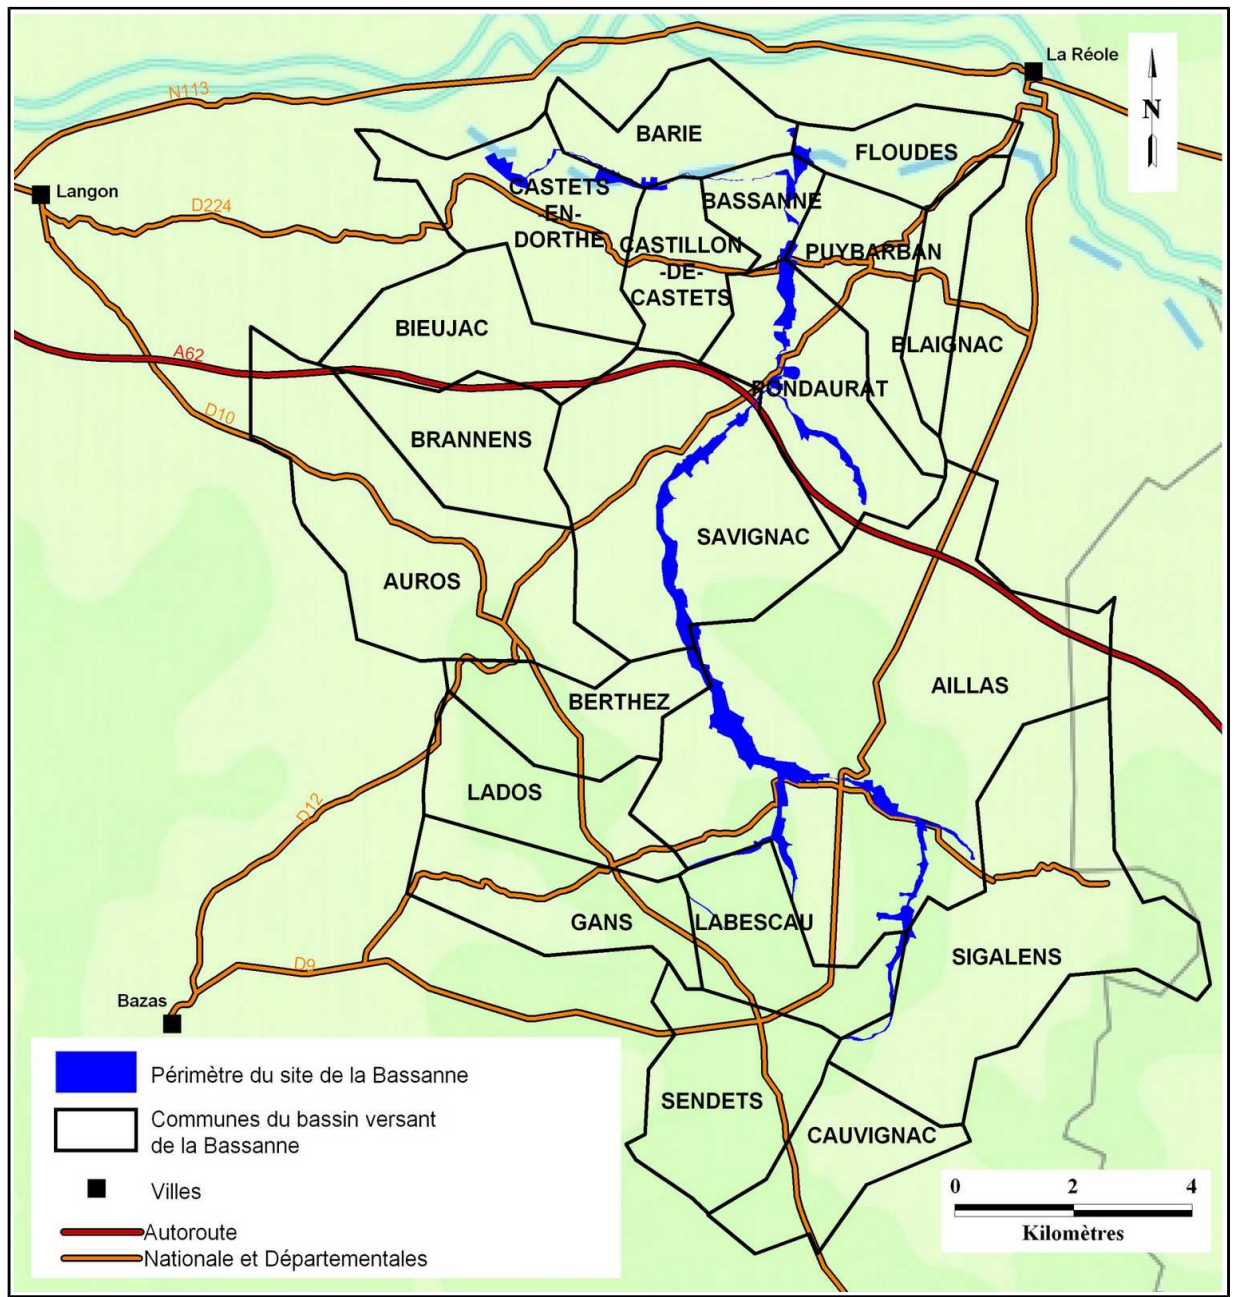 La Réole
N113
N
BARIE
FLOUDES
Langon
D224
CASTETS
-EN-
DORTHE
BASSANNE
CASTILLON
-DE-
CASTETS
PUYBARBAN
BIEUJAC
BLAIGNAC
A62
PONDAURAT
D10
BRANNENS
SAVIGNAC
AUROS
AILLAS
BERTHEZ
LADOS
D12
GANS
LABESCAU
SIGALENS
D9
Bazas
SENDETS
CAUVIGNAC
Périmètre du site de la Bassanne
Communes du bassin versant
de la Bassanne
Villes
Autoroute
Nationale et Départementales
0 2 4
Kilomètres